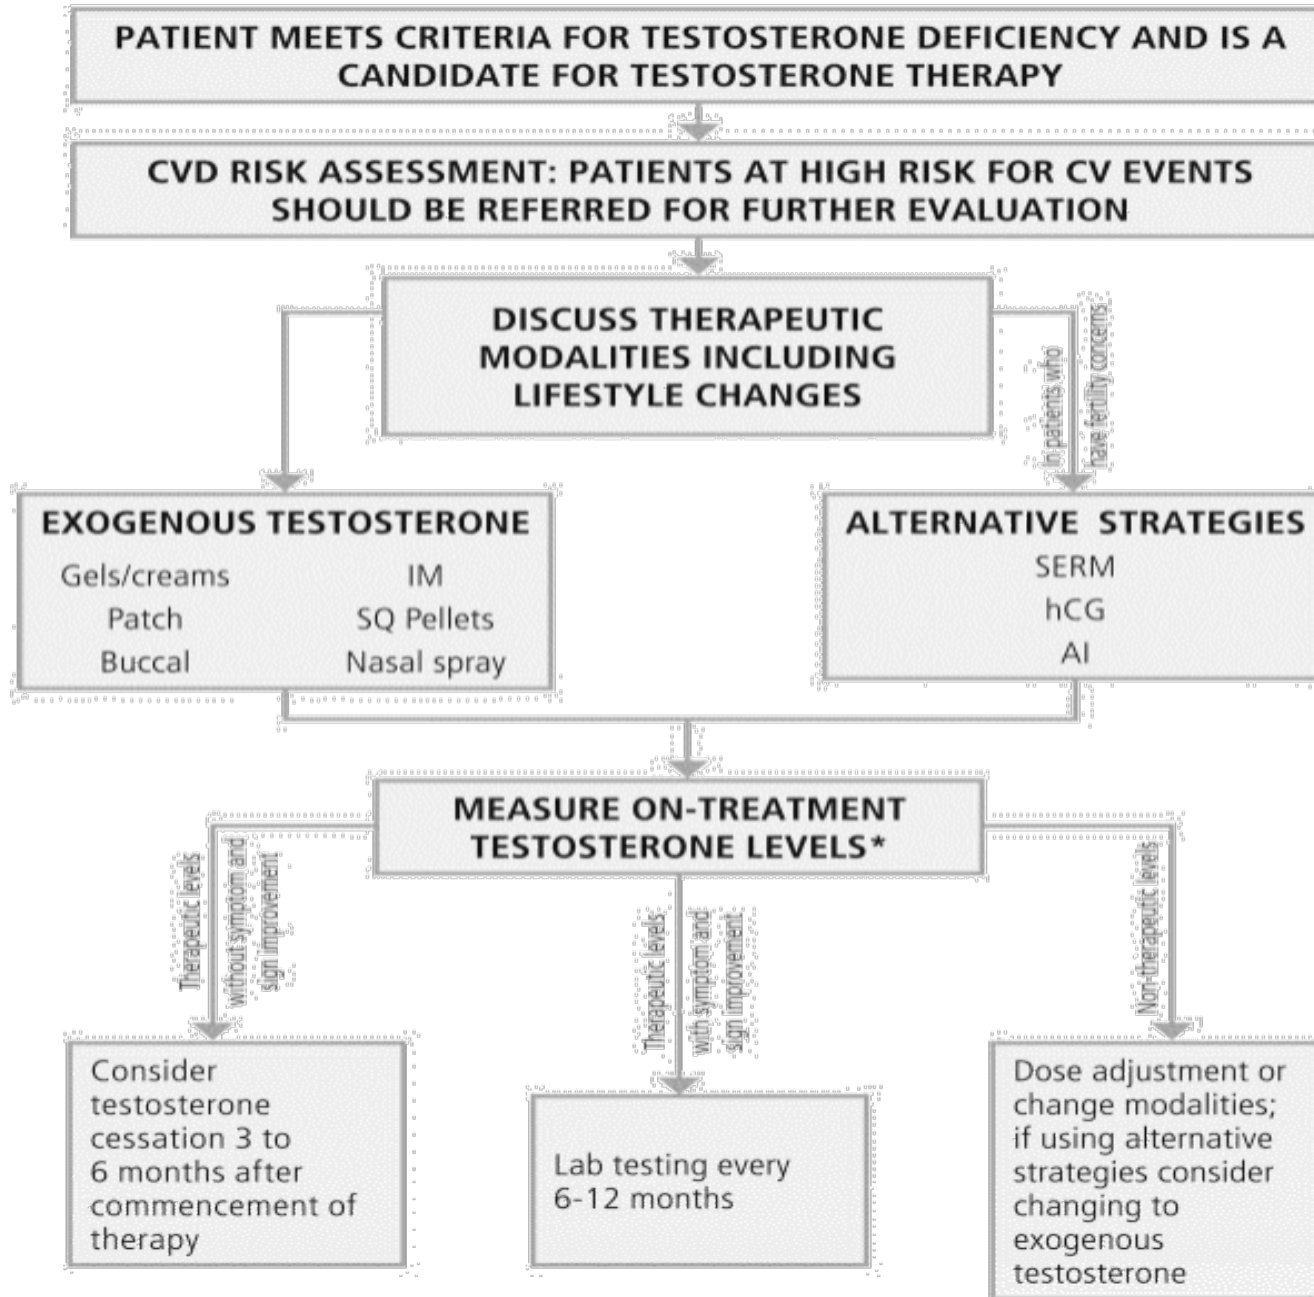 PATIENT MEETS CRITERIA FOR TESTOSTERONE DEFICIENCY AND IS A
CANDIDATE FOR TESTOSTERONE THERAPY
CVD RISK ASSESSMENT: PATIENTS AT HIGH RISK FOR CV EVENTS
SHOULD BE REFERRED FOR FURTHER EVALUATION
DISCUSS THERAPEUTIC
MODALITIES INCLUDING
LIFESTYLE CHANGES
In patients who
have fertility concerns
EXOGENOUS TESTOSTERONE
Gels/creams IM
Patch SQ Pellets
Buccal Nasal spray
ALTERNATIVE STRATEGIES
SERM
hCG
AI
MEASURE ON-TREATMENT
TESTOSTERONE LEVELS*
Therapeutic levels
without symptom and
sign improvement
Therapeutic levels
with symptom and
sign improvement
Non-therapeutic levels
Consider
testosterone
cessation 3 to
6 months after
commencement of
therapy
Lab testing every
6-12 months
Dose adjustment or
change modalities;
if using alternative
strategies consider
changing to
exogenous
testosterone